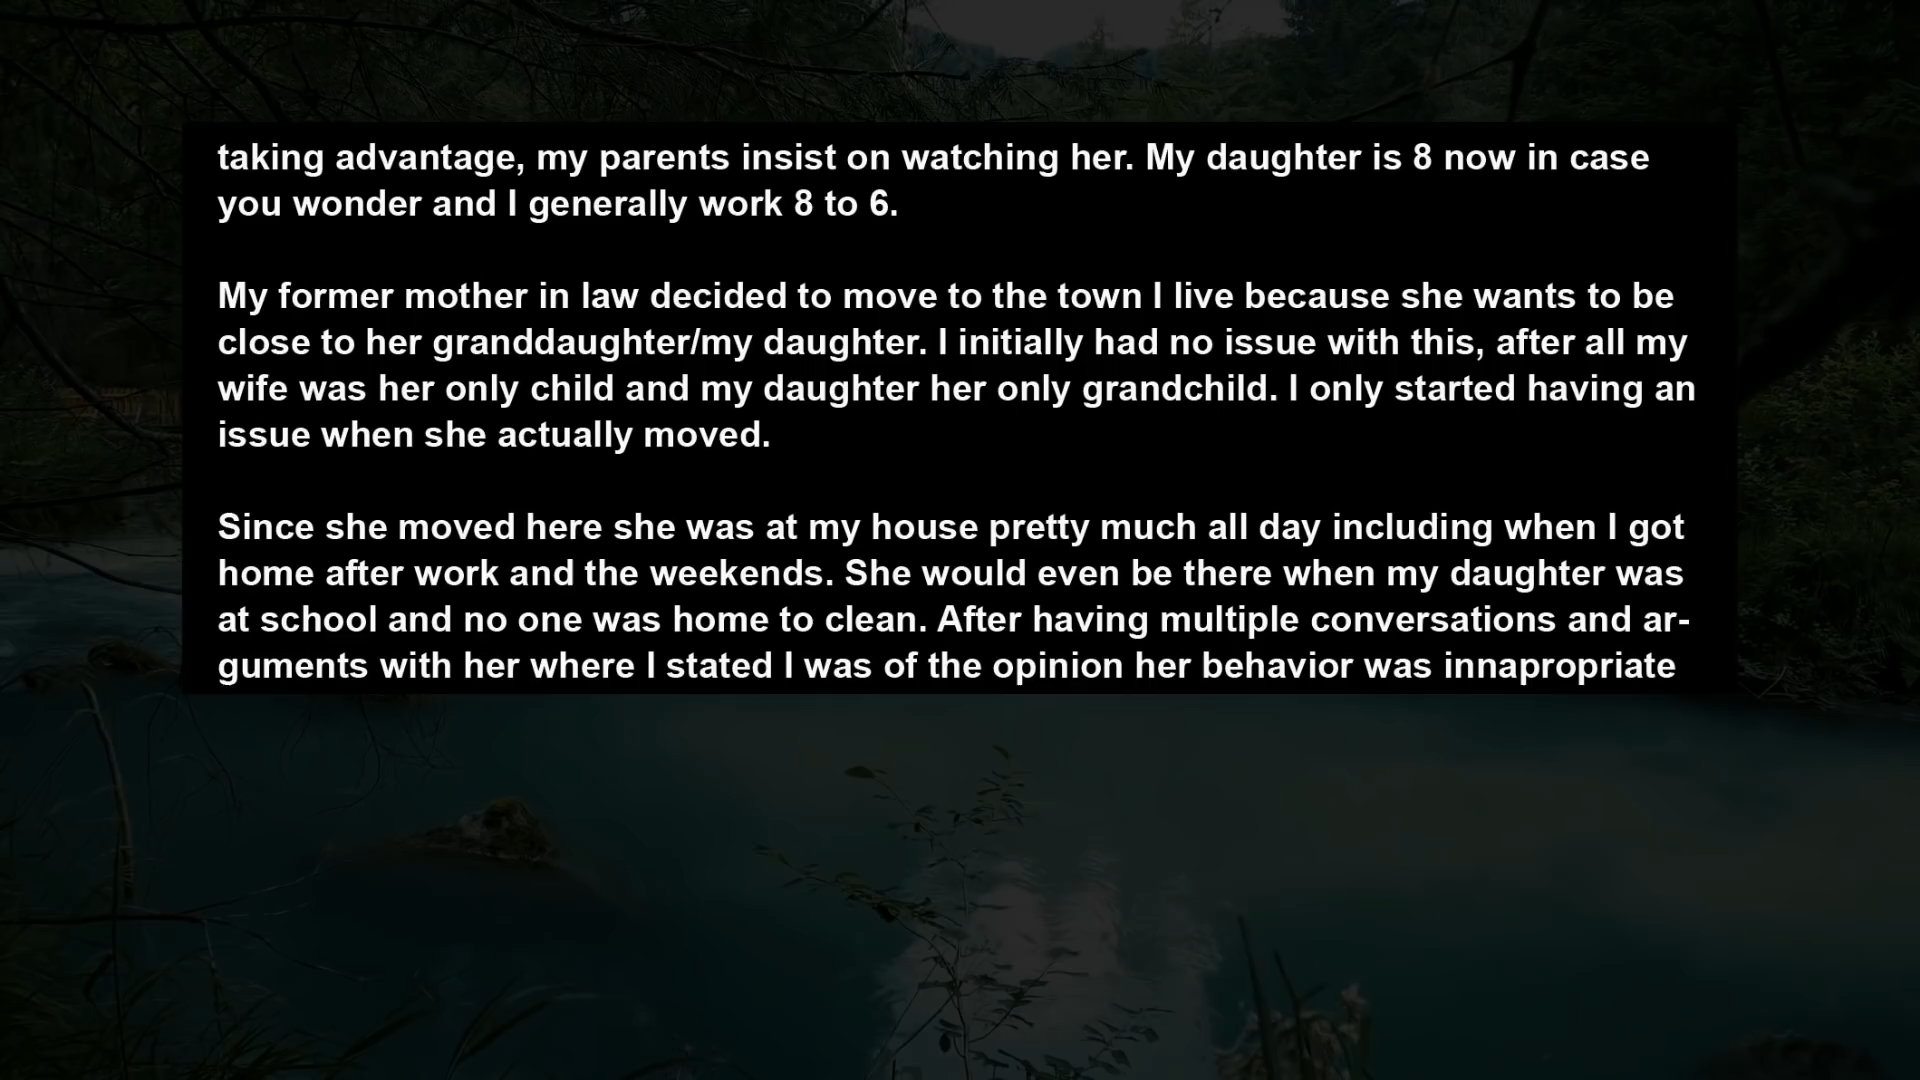 taking advantage, my parents insist on watching her. My daughter is 8 now in case
you wonder and I generally work 8 to 6.
My former mother in law decided to move to the town I live because she wants to be
close to her granddaughter/my daughter. I initially had no issue with this, after all my
wife was her only child and my daughter her only grandchild. I only started having an
issue when she actually moved.
Since she moved here she was at my house pretty much all day including when I got
home after work and the weekends. She would even be there when my daughter was
at school and no one was home to clean. After having multiple conversations and ar-
guments with her where I stated I was of the opinion her behavior was innapropriate